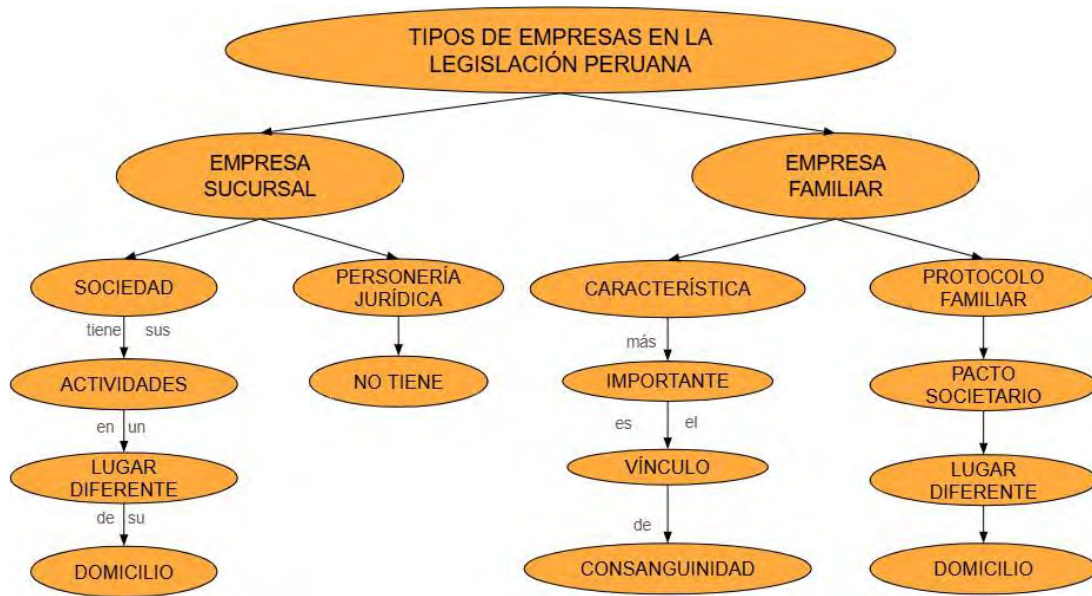 TIPOS DE EMPRESAS EN LA
LEGISLACIÓN PERUANA
EMPRESA
SUCURSAL
EMPRESA
FAMILIAR
SOCIEDAD
PERSONERÍA
JURÍDICA
CARACTERÍSTICA
PROTOCOLO
FAMILIAR
tiene sus
más
ACTIVIDADES
NO TIENE
IMPORTANTE
PACTO
SOCIETARIO
en un
es el
LUGAR
DIFERENTE
VÍNCULO
LUGAR
DIFERENTE
de su
de
DOMICILIO
CONSANGUINIDAD
DOMICILIO